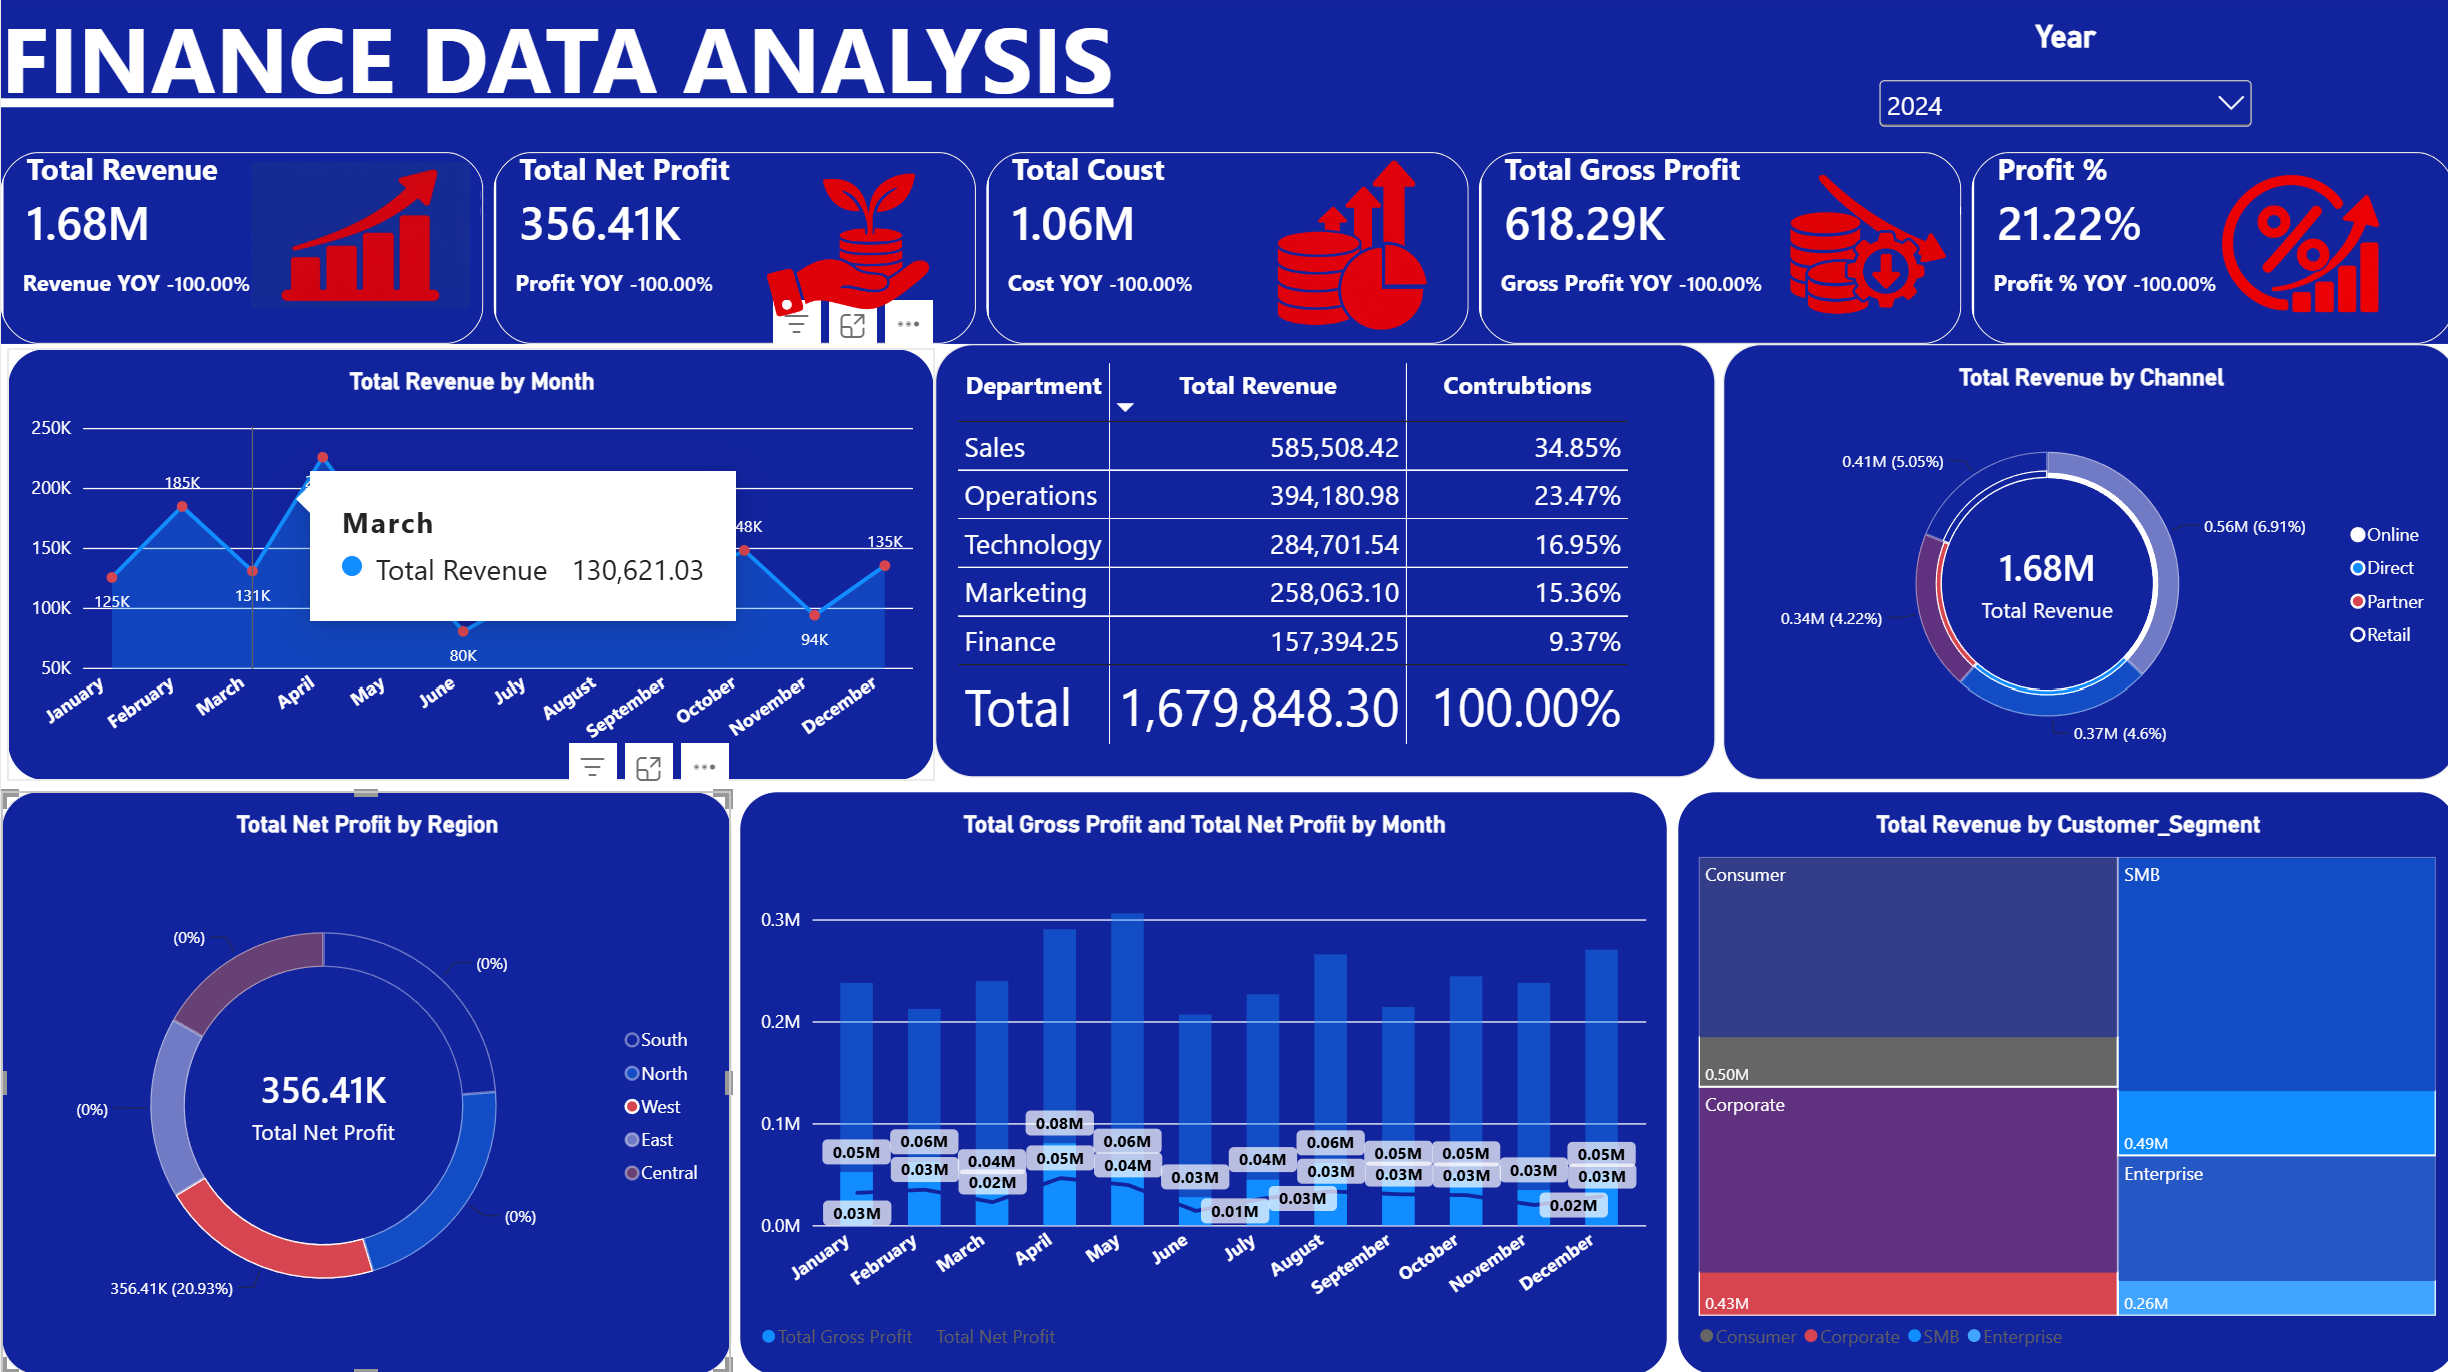 FINANCE DATA ANALYSIS
Year
2024
Total Revenue
1.68M
Revenue YOY -100.00%
Total Net Profit
356.41K
Profit YOY -100.00%
Total Coust
1.06M
Cost YOY -100.00%
Total Gross Profit
618.29K
Gross Profit YOY -100.00%
Profit %
21.22%
Profit % YOY -100.00%
Total Revenue by Month
250K
200K
150K
100K
50K
125K
185K
131K
80K
48K
94K
135K
March
Total Revenue 130,621.03
January
February
March
April
May
June
July
August
September
October
November
December
Department Total Revenue Contrubtions
Sales 585,508.42 34.85%
Operations 394,180.98 23.47%
Technology 284,701.54 16.95%
Marketing 258,063.10 15.36%
Finance 157,394.25 9.37%
Total 1,679,848.30 100.00%
Total Revenue by Channel
0.41M (5.05%)
0.56M (6.91%)
0.34M (4.22%)
0.37M (4.6%)
1.68M
Total Revenue
Online
Direct
Partner
Retail
Total Net Profit by Region
(0%)
(0%)
(0%)
(0%)
356.41K (20.93%)
356.41K
Total Net Profit
South
North
West
East
Central
Total Gross Profit and Total Net Profit by Month
0.3M
0.2M
0.1M
0.0M
0.05M
0.06M
0.04M
0.08M
0.06M
0.03M
0.04M
0.06M
0.05M
0.05M
0.03M
0.05M
0.03M
0.03M
0.02M
0.05M
0.04M
0.01M
0.03M
0.03M
0.03M
0.03M
0.02M
0.03M
January
February
March
April
May
June
July
August
September
October
November
December
Total Gross Profit Total Net Profit
Total Revenue by Customer_Segment
Consumer
0.50M
Corporate
0.43M
SMB
0.49M
Enterprise
0.26M
Consumer Corporate SMB Enterprise